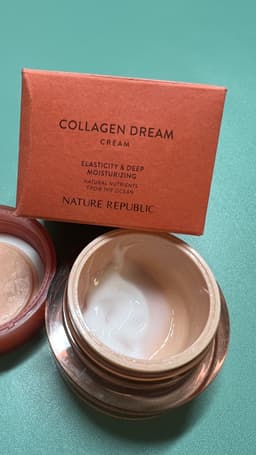 COLLAGEN DREAM
CREAM
ELASTICITY & DEEP
MOISTURIZING
NATURAL NUTRIENTS
FROM THE OCEAN
NATURE REPUBLIC